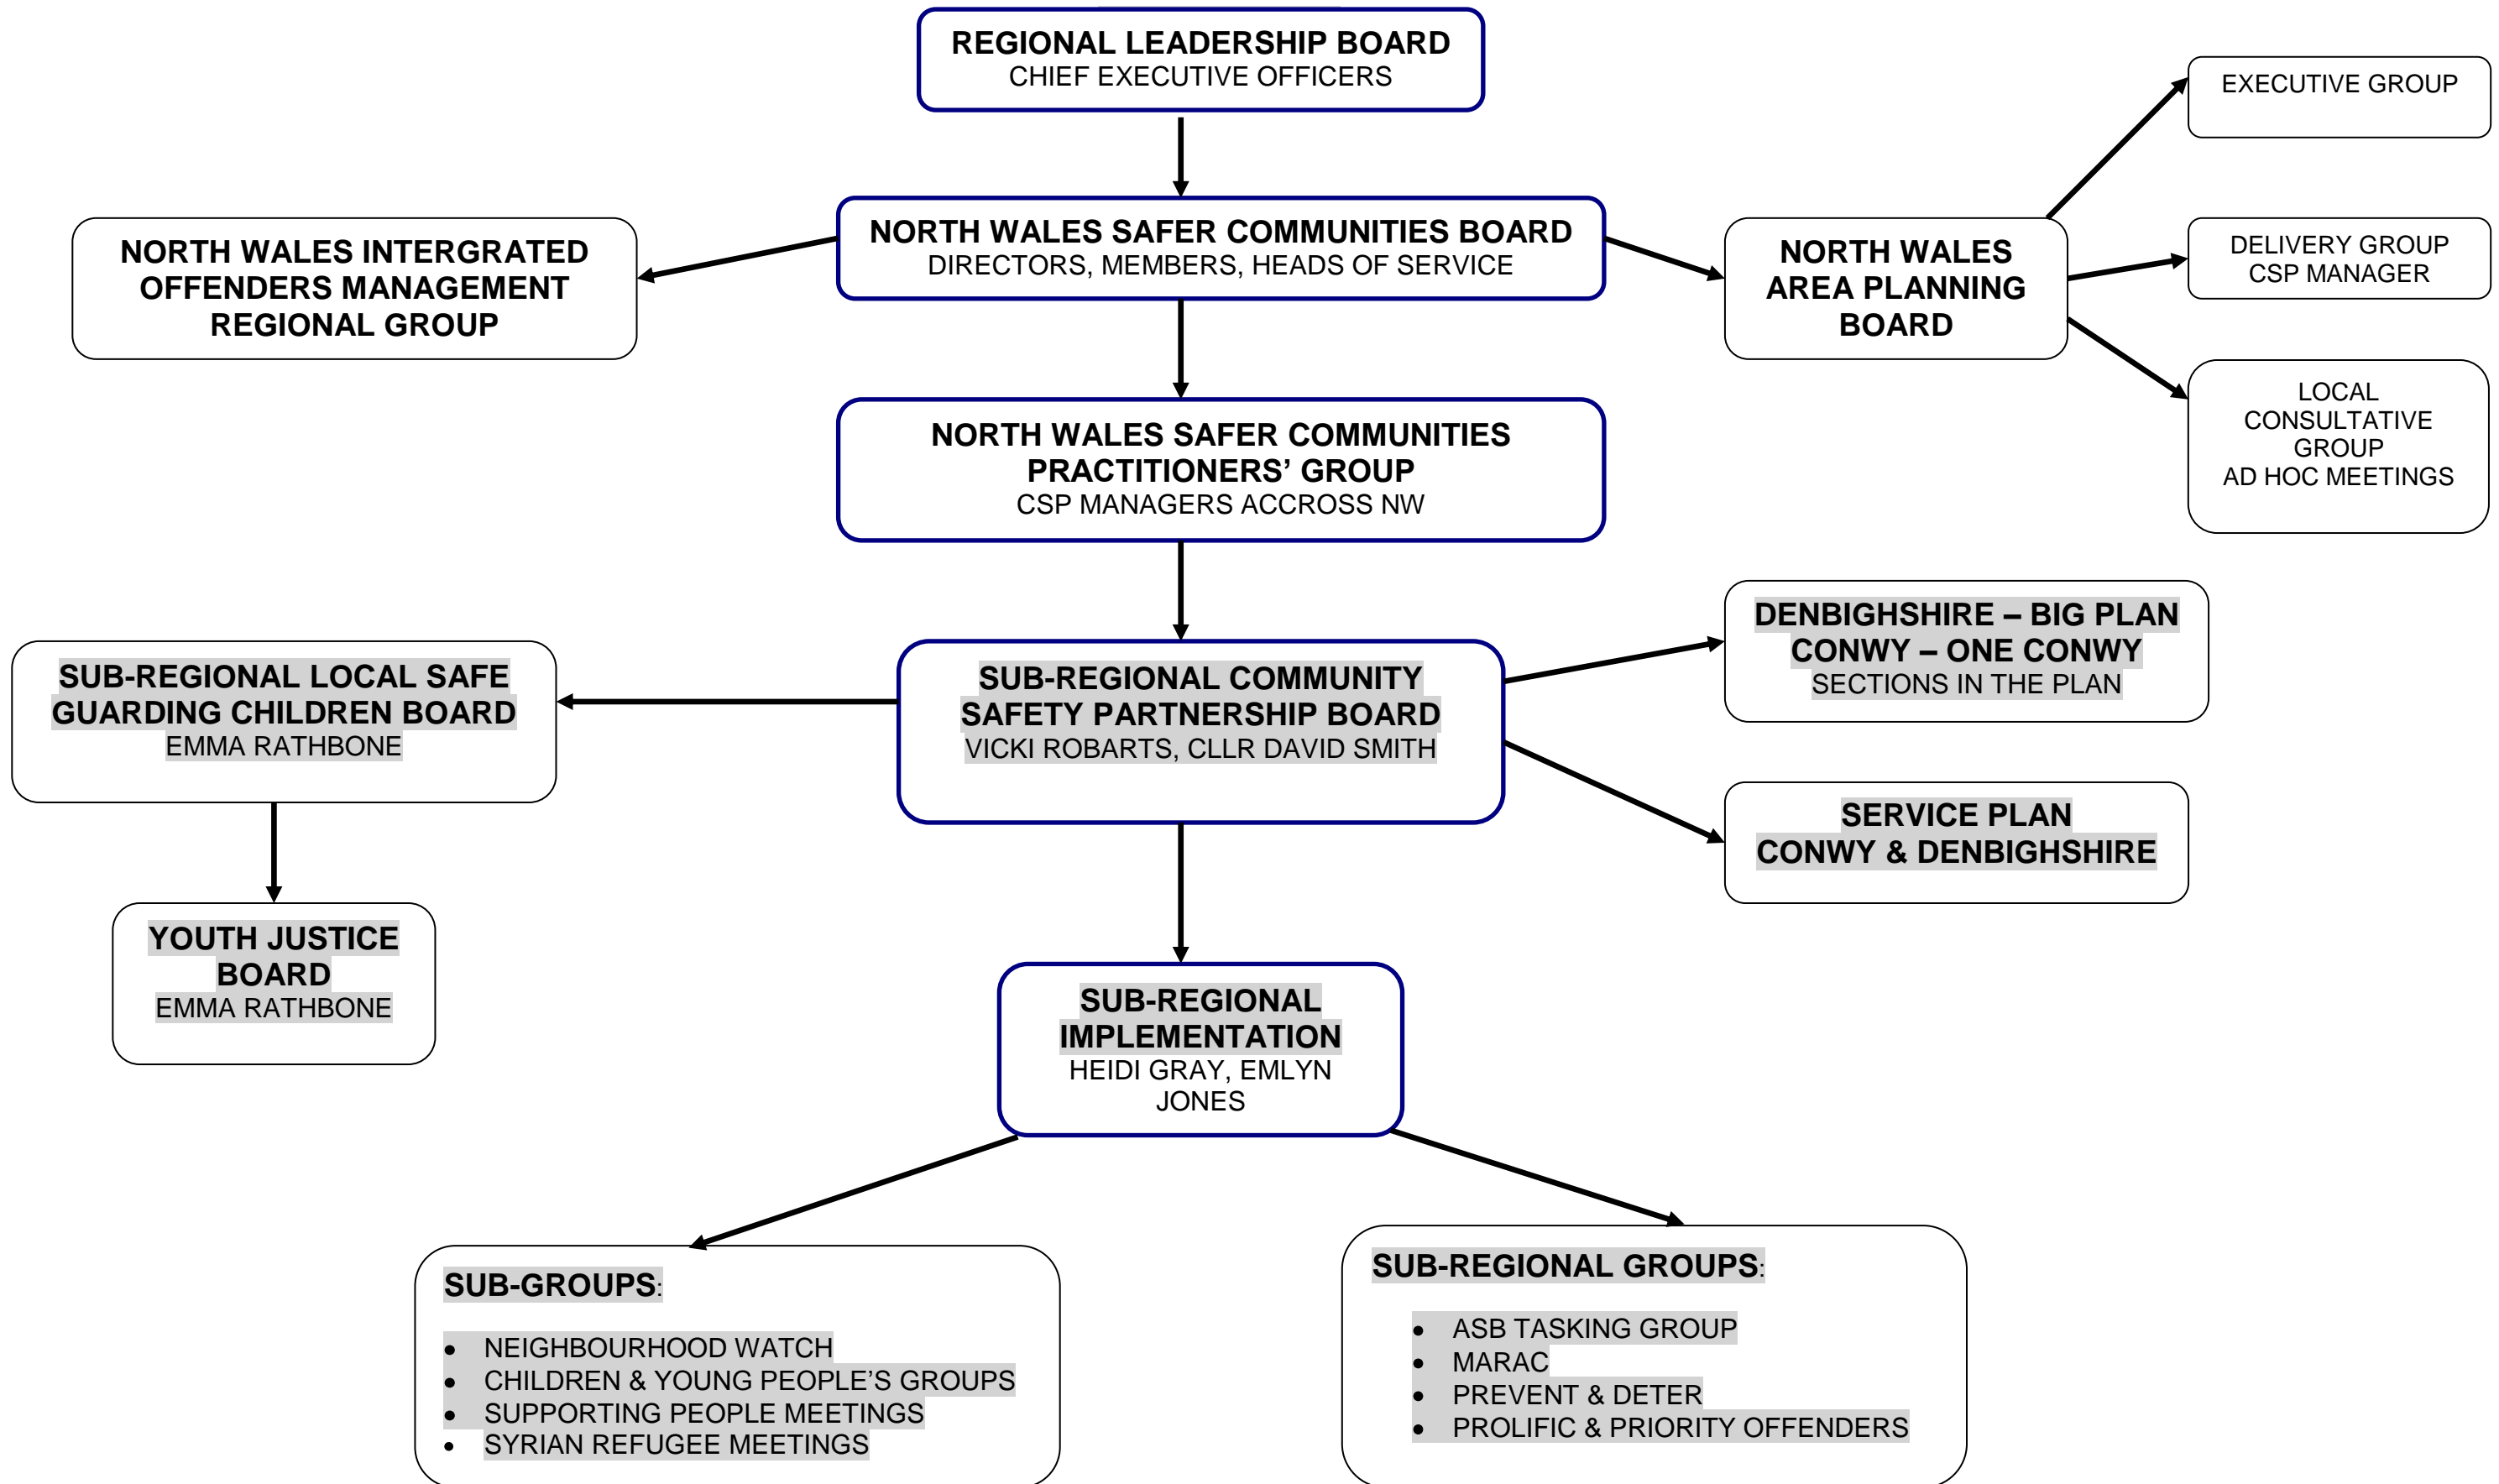 REGIONAL LEADERSHIP BOARD
CHIEF EXECUTIVE OFFICERS
EXECUTIVE GROUP
NORTH WALES SAFER COMMUNITIES BOARD
DIRECTORS, MEMBERS, HEADS OF SERVICE
NORTH WALES INTERGRATED
OFFENDERS MANAGEMENT
REGIONAL GROUP
NORTH WALES
AREA PLANNING
BOARD
DELIVERY GROUP
CSP MANAGER
LOCAL
CONSULTATIVE
GROUP
AD HOC MEETINGS
NORTH WALES SAFER COMMUNITIES
PRACTITIONERS’ GROUP
CSP MANAGERS ACCROSS NW
DENBIGHSHIRE – BIG PLAN
CONWY – ONE CONWY
SECTIONS IN THE PLAN
SUB-REGIONAL LOCAL SAFE
GUARDING CHILDREN BOARD
EMMA RATHBONE
SUB-REGIONAL COMMUNITY
SAFETY PARTNERSHIP BOARD
VICKI ROBARTS, CLLR DAVID SMITH
SERVICE PLAN
CONWY & DENBIGHSHIRE
YOUTH JUSTICE
BOARD
EMMA RATHBONE
SUB-REGIONAL
IMPLEMENTATION
HEIDI GRAY, EMLYN
JONES
SUB-GROUPS:
• NEIGHBOURHOOD WATCH
• CHILDREN & YOUNG PEOPLE’S GROUPS
• SUPPORTING PEOPLE MEETINGS
• SYRIAN REFUGEE MEETINGS
SUB-REGIONAL GROUPS:
• ASB TASKING GROUP
• MARAC
• PREVENT & DETER
• PROLIFIC & PRIORITY OFFENDERS